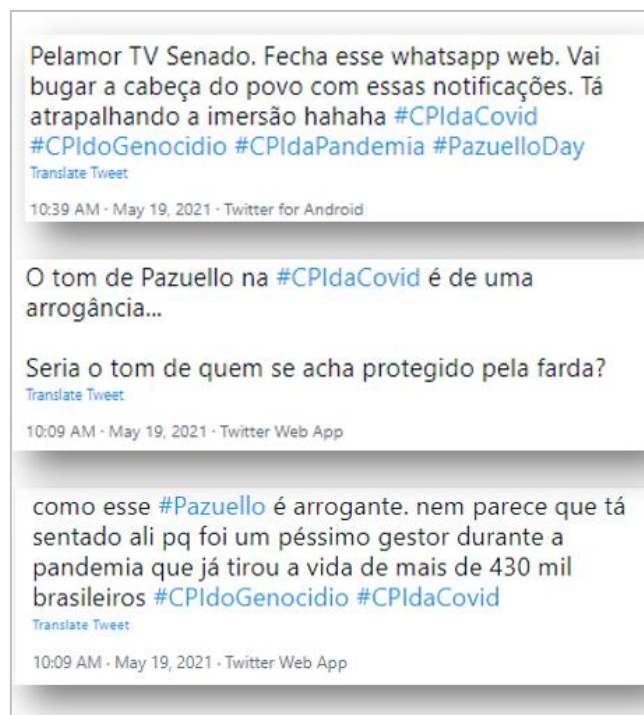 Pelamor TV Senado. Fecha esse whatsapp web. Vai
bugar a cabeça do povo com essas notificações. Tá
atrapalhando a imersão hahaha #CPIdaCovid
#CPIdoGenocidio #CPIdaPandemia #PazuelloDay
Translate Tweet
10:39 AM · May 19, 2021 · Twitter for Android
O tom de Pazuello na #CPIdaCovid é de uma
arrogância...
Seria o tom de quem se acha protegido pela farda?
Translate Tweet
10:09 AM · May 19, 2021 · Twitter Web App
como esse #Pazuello é arrogante. nem parece que tá
sentado ali pq foi um péssimo gestor durante a
pandemia que já tirou a vida de mais de 430 mil
brasileiros #CPIdoGenocidio #CPIdaCovid
Translate Tweet
10:09 AM · May 19, 2021 · Twitter Web App